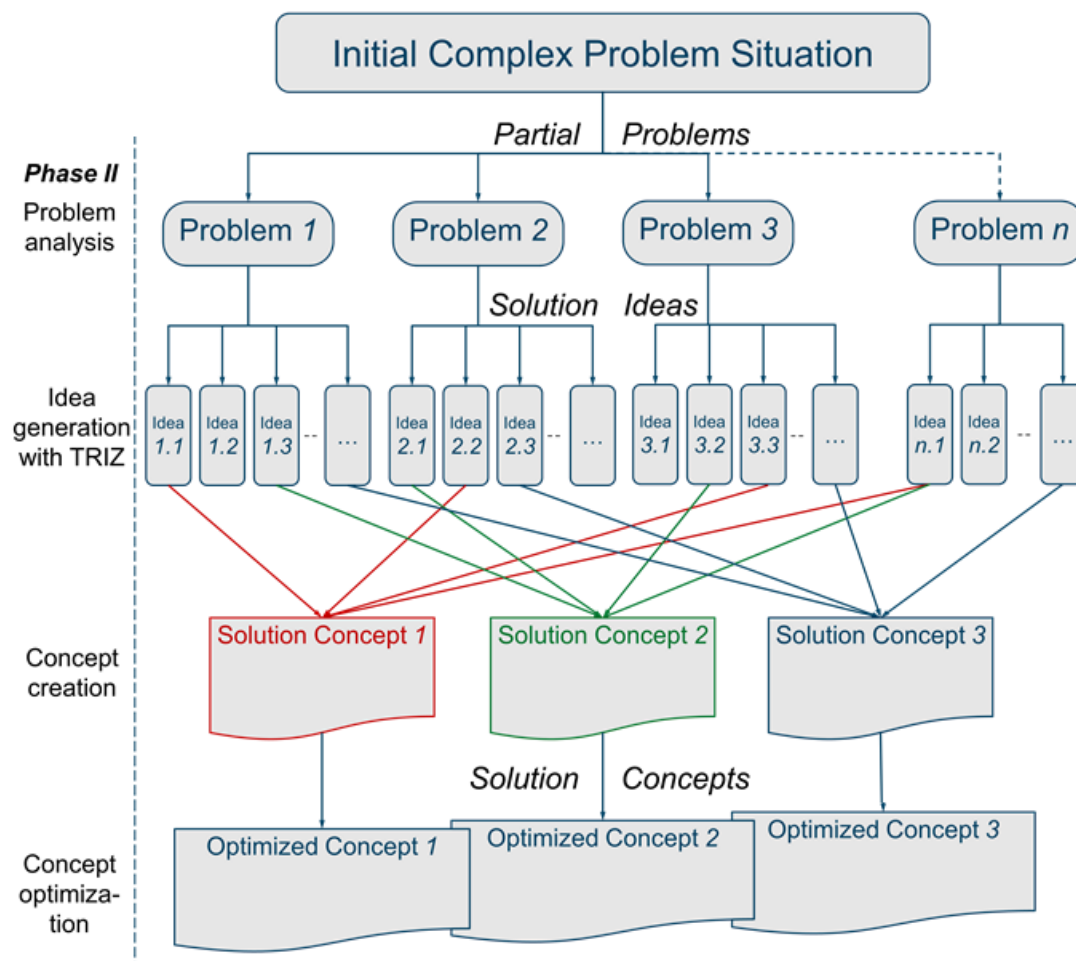 Initial Complex Problem Situation
Partial Problems
Phase II
Problem
analysis
Problem 1
Problem 2
Problem 3
Problem n
Solution Ideas
Idea
generation
with TRIZ
Idea
1.1
Idea
1.2
Idea
1.3
--
...
Idea
2.1
Idea
2.2
Idea
2.3
--
...
Idea
3.1
Idea
3.2
Idea
3.3
--
...
Idea
n.1
Idea
n.2
--
...
Concept
creation
Solution Concept 1
Solution Concept 2
Solution Concept 3
Solution Concepts
Concept
optimiza-
tion
Optimized Concept 1
Optimized Concept 2
Optimized Concept 3